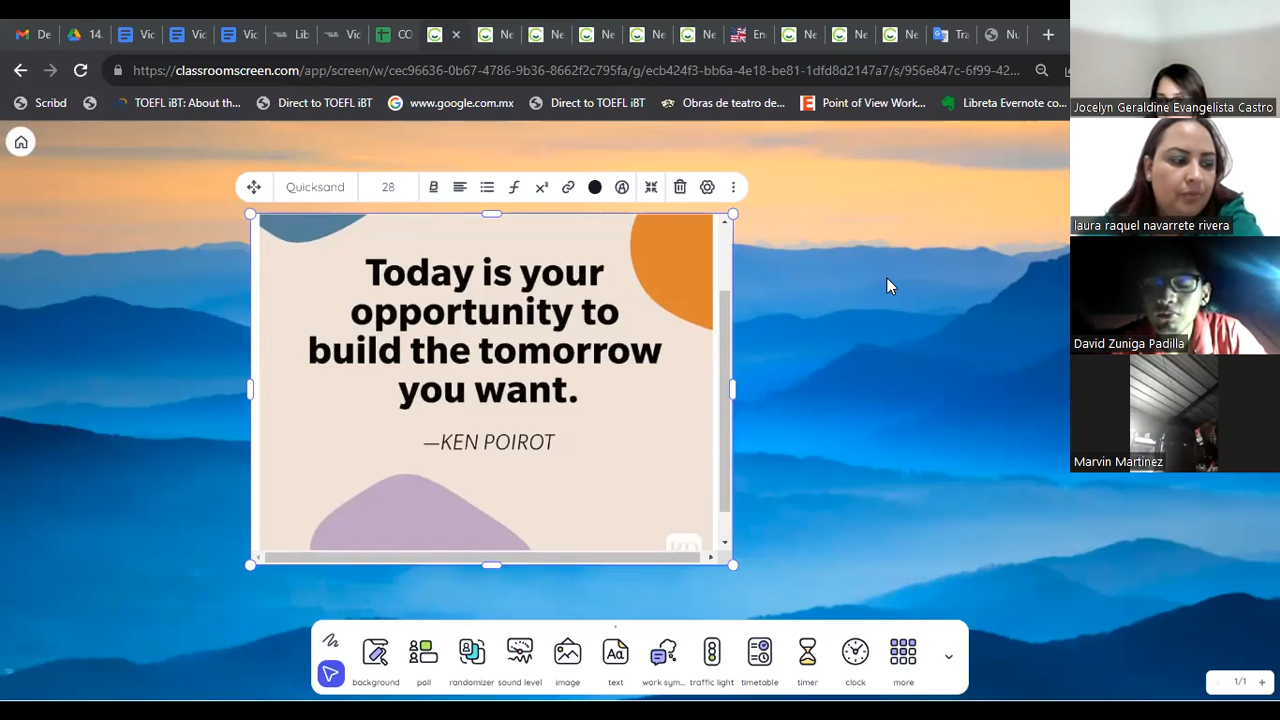 De
14
Vic
Vic
Vic
Lib
Vic
CC
Ne
Ne
Ne
Ne
Ne
En
Ne
Ne
Ne
Tra
Nu
https://classroomscreen.com/app/screen/w/cec96636-0b67-4786-9b36-8662f2c795fa/g/ecb424f3-bb6a-4e18-be81-1dfd8d2147a7/s/956e847c-6f99-42...
Scribd
TOEFL iBT: About th...
Direct to TOEFL iBT
www.google.com.mx
Direct to TOEFL iBT
Obras de teatro de...
Point of View Work...
Libreta Evernote co...
Jocelyn Geraldine Evangelista Castro
laura raquel navarrete rivera
David Zuniga Padilla
Marvin Martinez
Quicksand
28
Today is your
opportunity to
build the tomorrow
you want.
—KEN POIROT
background
poll
randomizer
sound level
image
text
work sym...
traffic light
timetable
timer
clock
more
1/1